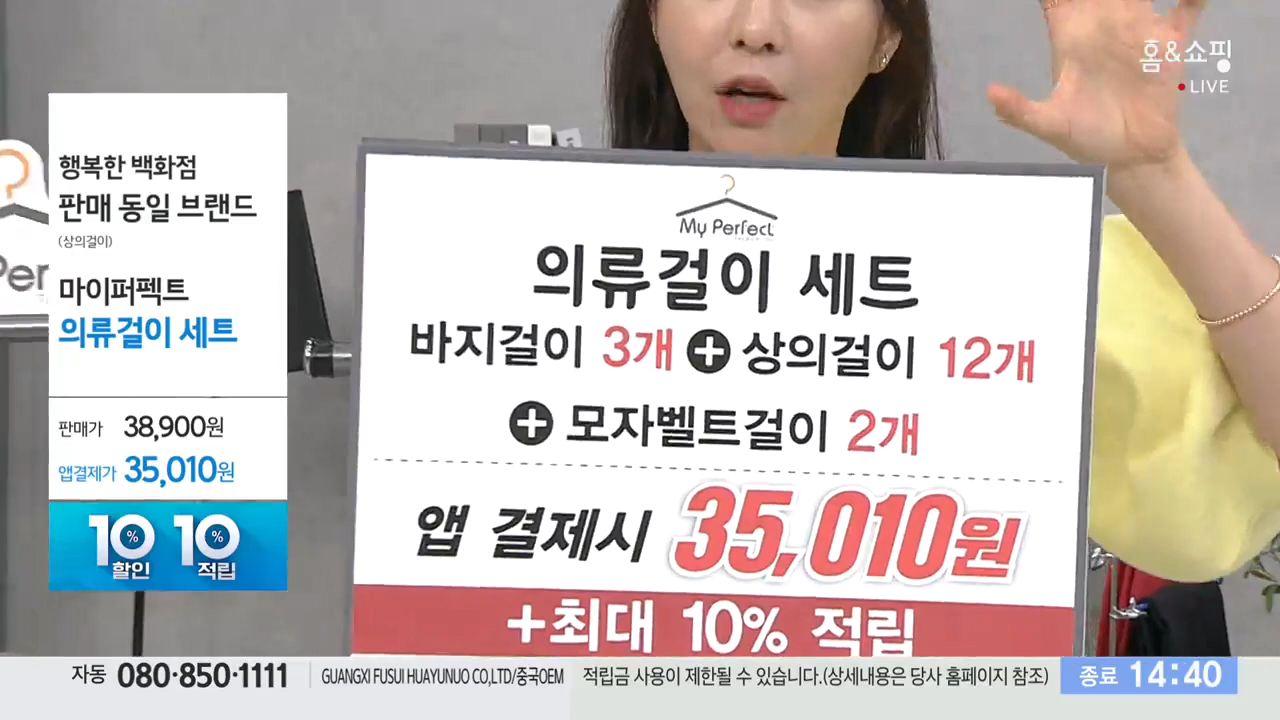 홈&쇼핑
LIVE
행복한 백화점
판매 동일 브랜드
(상의걸이)
마이퍼펙트
의류걸이 세트
판매가 38,900원
앱결제가 35,010원
10% 할인 10% 적립
Per
My Perfect
의류걸이 세트
바지걸이 3개 + 상의걸이 12개
+ 모자벨트걸이 2개
앱 결제시 35,010원
+최대 10% 적립
자동 080·850·1111
GUANGXI FEISUI HUAYUNUO CO,LTD/중국OEM
적립금 사용이 제한될 수 있습니다.(상세내용은 당사 홈페이지 참조)
종료 14:40